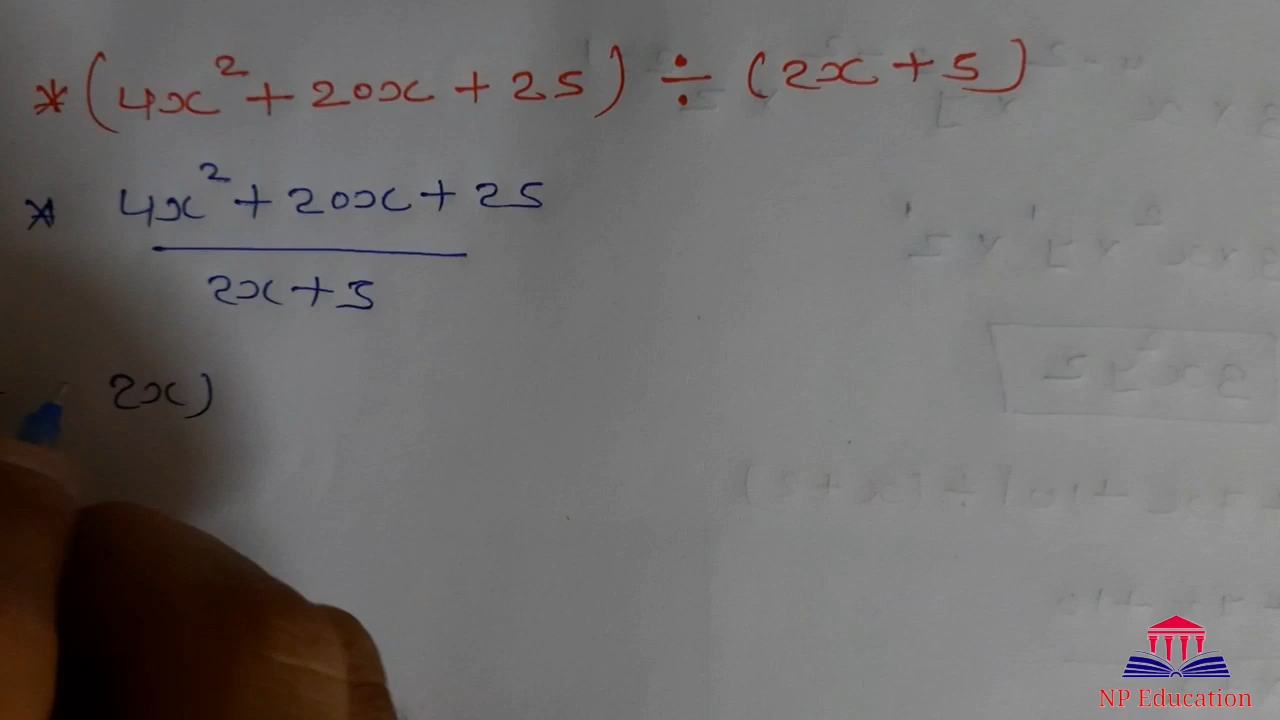 * (4x² + 20x + 25) ÷ (2x + 5)
* 4x² + 20x + 25
2x + 5
2x)
NP Education